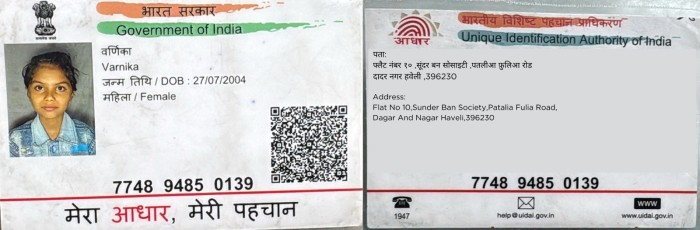 भारत सरकार
Government of India
वर्णिका
Varnika
जन्म तिथि / DOB : 27/07/2004
महिला / Female
7748 9485 0139
मेरा आधार, मेरी पहचान
भारतीय विशिष्ट पहचान प्राधिकरण
Unique Identification Authority of India
आधार
पता:
फ्लैट नंबर १० ,सूंदर बन सोसाइटी ,पतलीआ फुलिआ रोड
दादर नगर हवेली ,396230
Address:
Flat No 10,Sunder Ban Society,Patalia Fulia Road,
Dagar And Nagar Haveli,396230
7748 9485 0139
1947
help@uidai.gov.in
WWW
www.uidai.gov.in